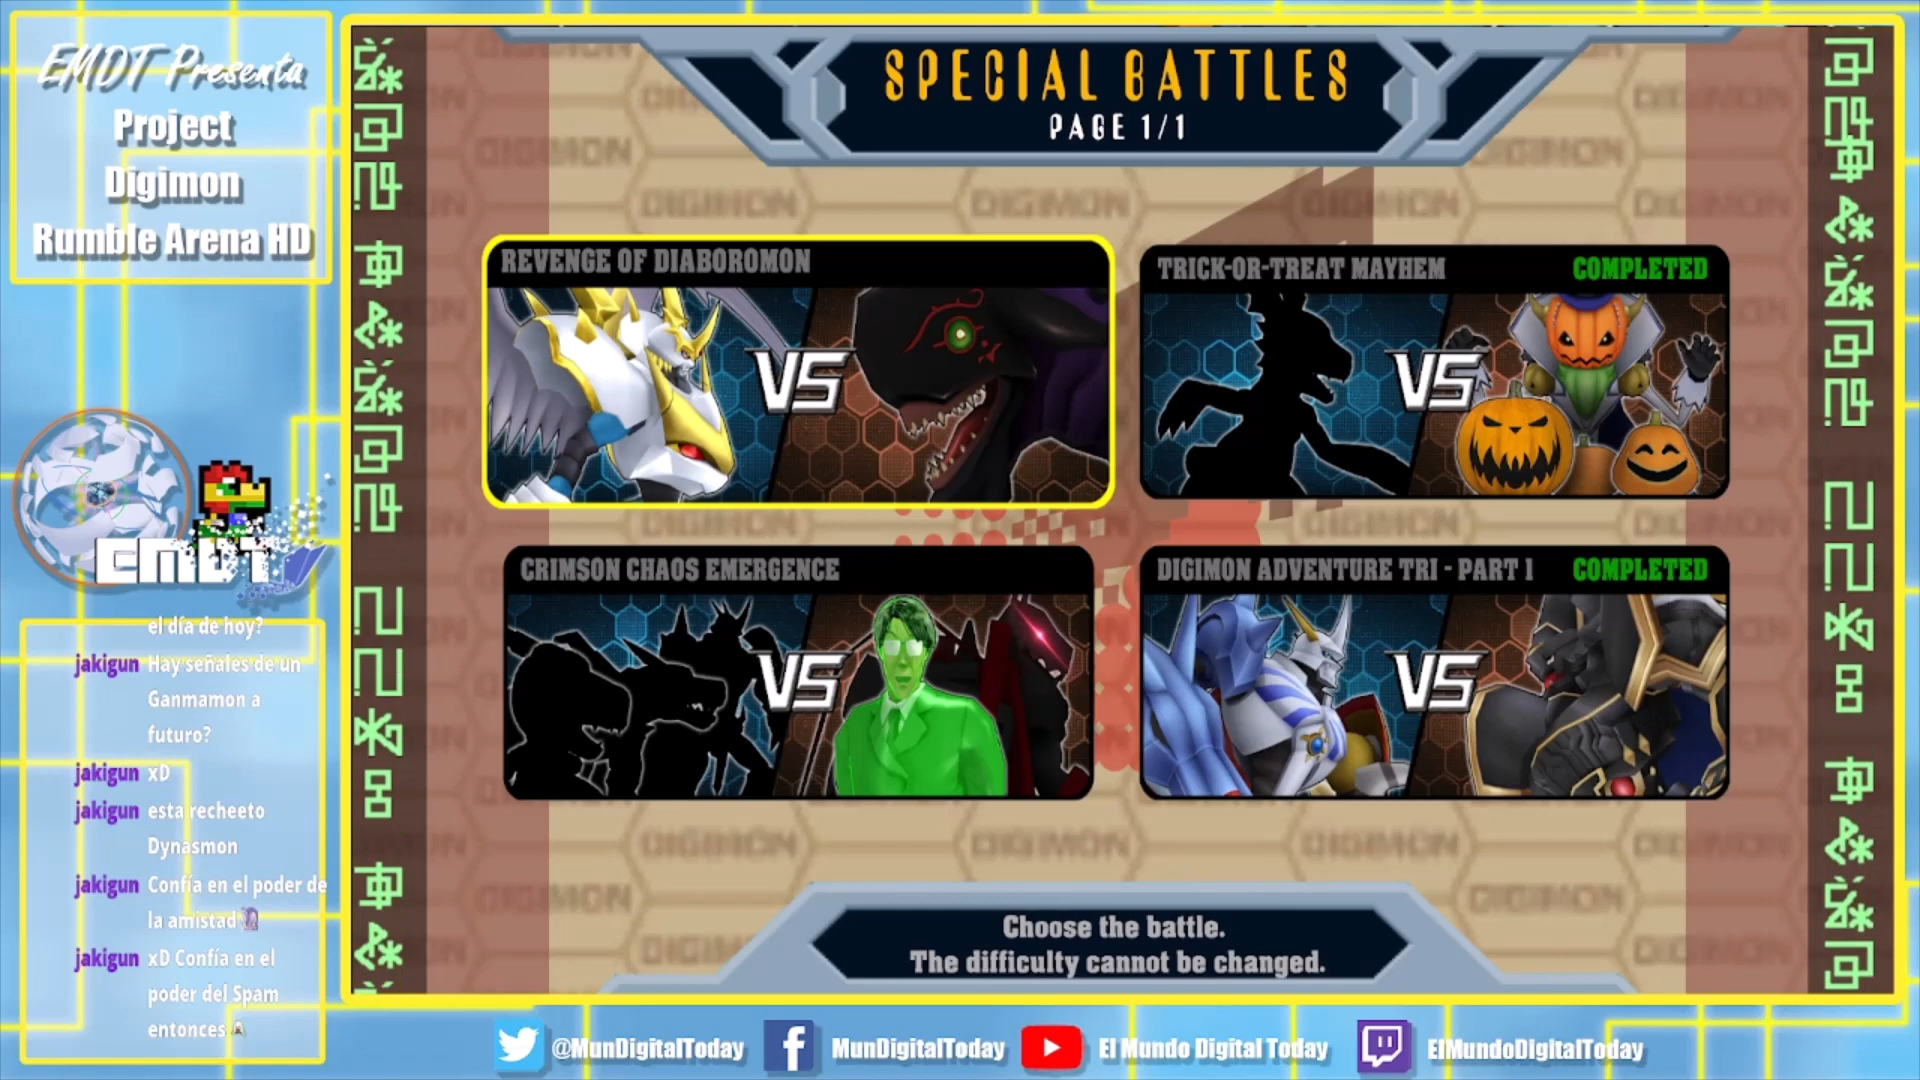 EMDT Presenta
Project
Digimon
Rumble Arena HD
EMDT
el día de hoy?
jakigun Hay señales de un
Ganmamon a
futuro?
jakigun xD
jakigun esta recheeto
Dynasmon
jakigun Confía en el poder de
la amistad
jakigun xD Confía en el
poder del Spam
entonces
SPECIAL BATTLES
PAGE 1/1
REVENGE OF DIABOROMON
VS
TRICK-OR-TREAT MAYHEM COMPLETED
VS
CRIMSON CHAOS EMERGENCE
VS
DIGIMON ADVENTURE TRI - PART 1 COMPLETED
VS
DIGIMON
Choose the battle.
The difficulty cannot be changed.
@MunDigitalToday MunDigitalToday El Mundo Digital Today ElMundoDigitalToday